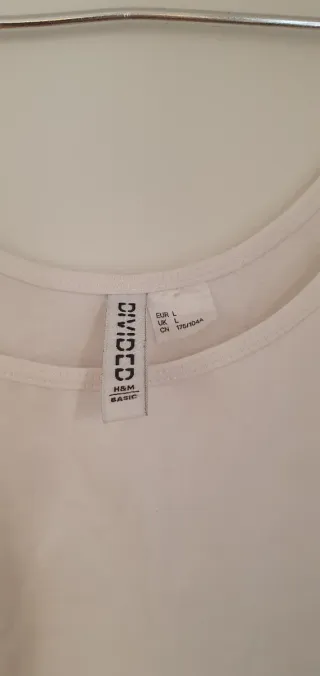 DIVIDED
H&M
BASIC
EUR L
UK L
CN 175/104A